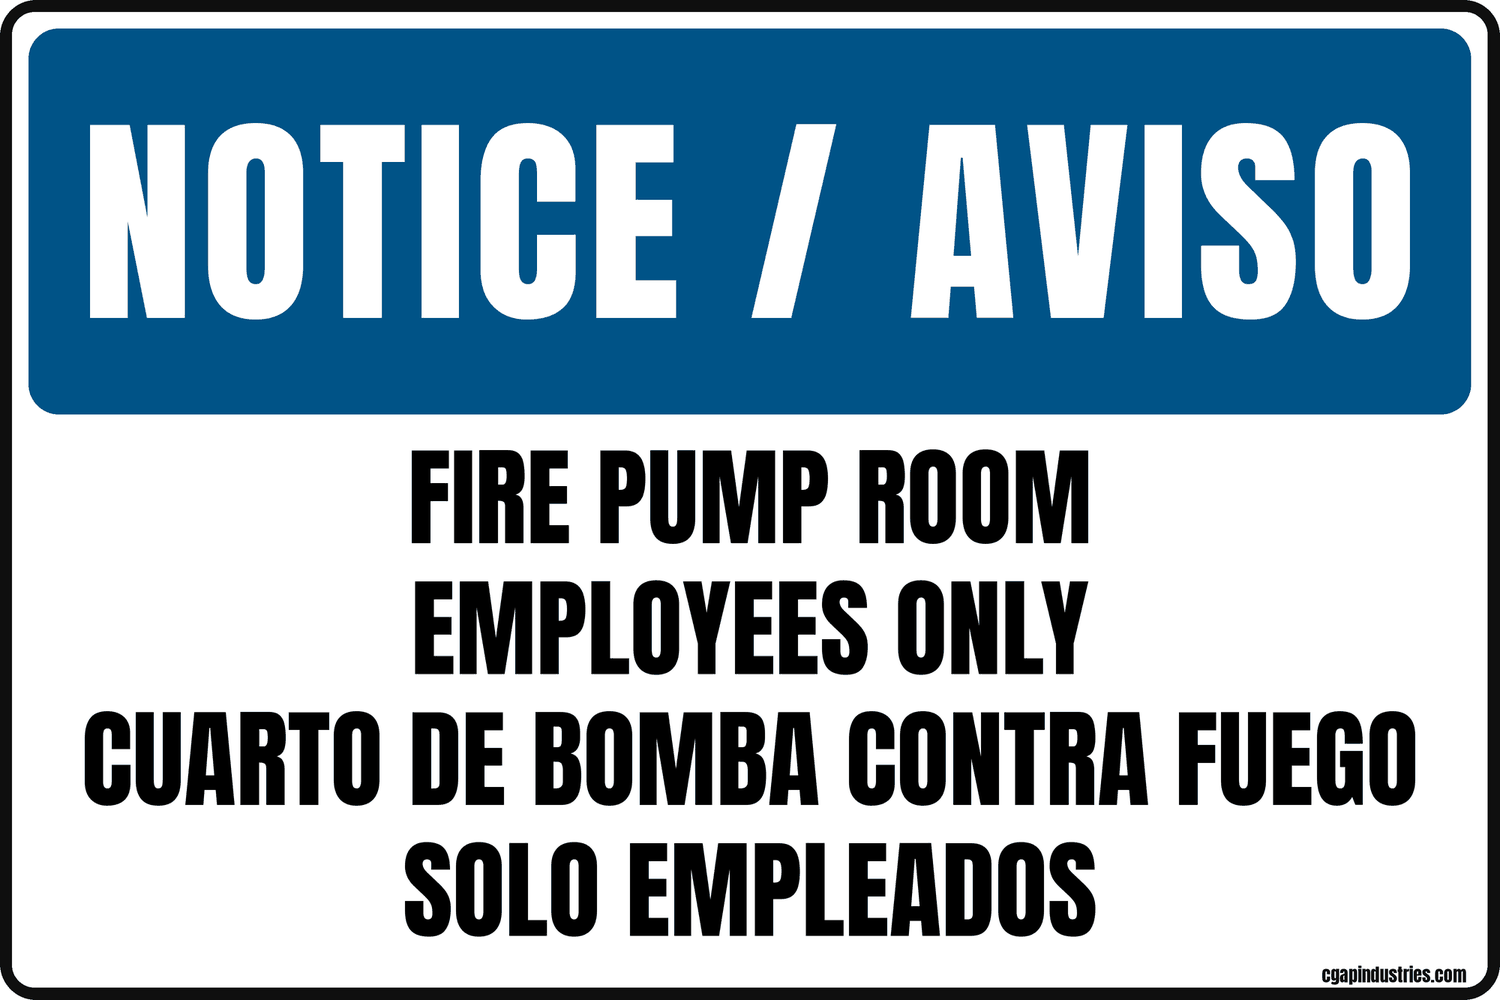 NOTICE / AVISO
FIRE PUMP ROOM
EMPLOYEES ONLY
CUARTO DE BOMBA CONTRA FUEGO
SOLO EMPLEADOS
cgapindustries.com